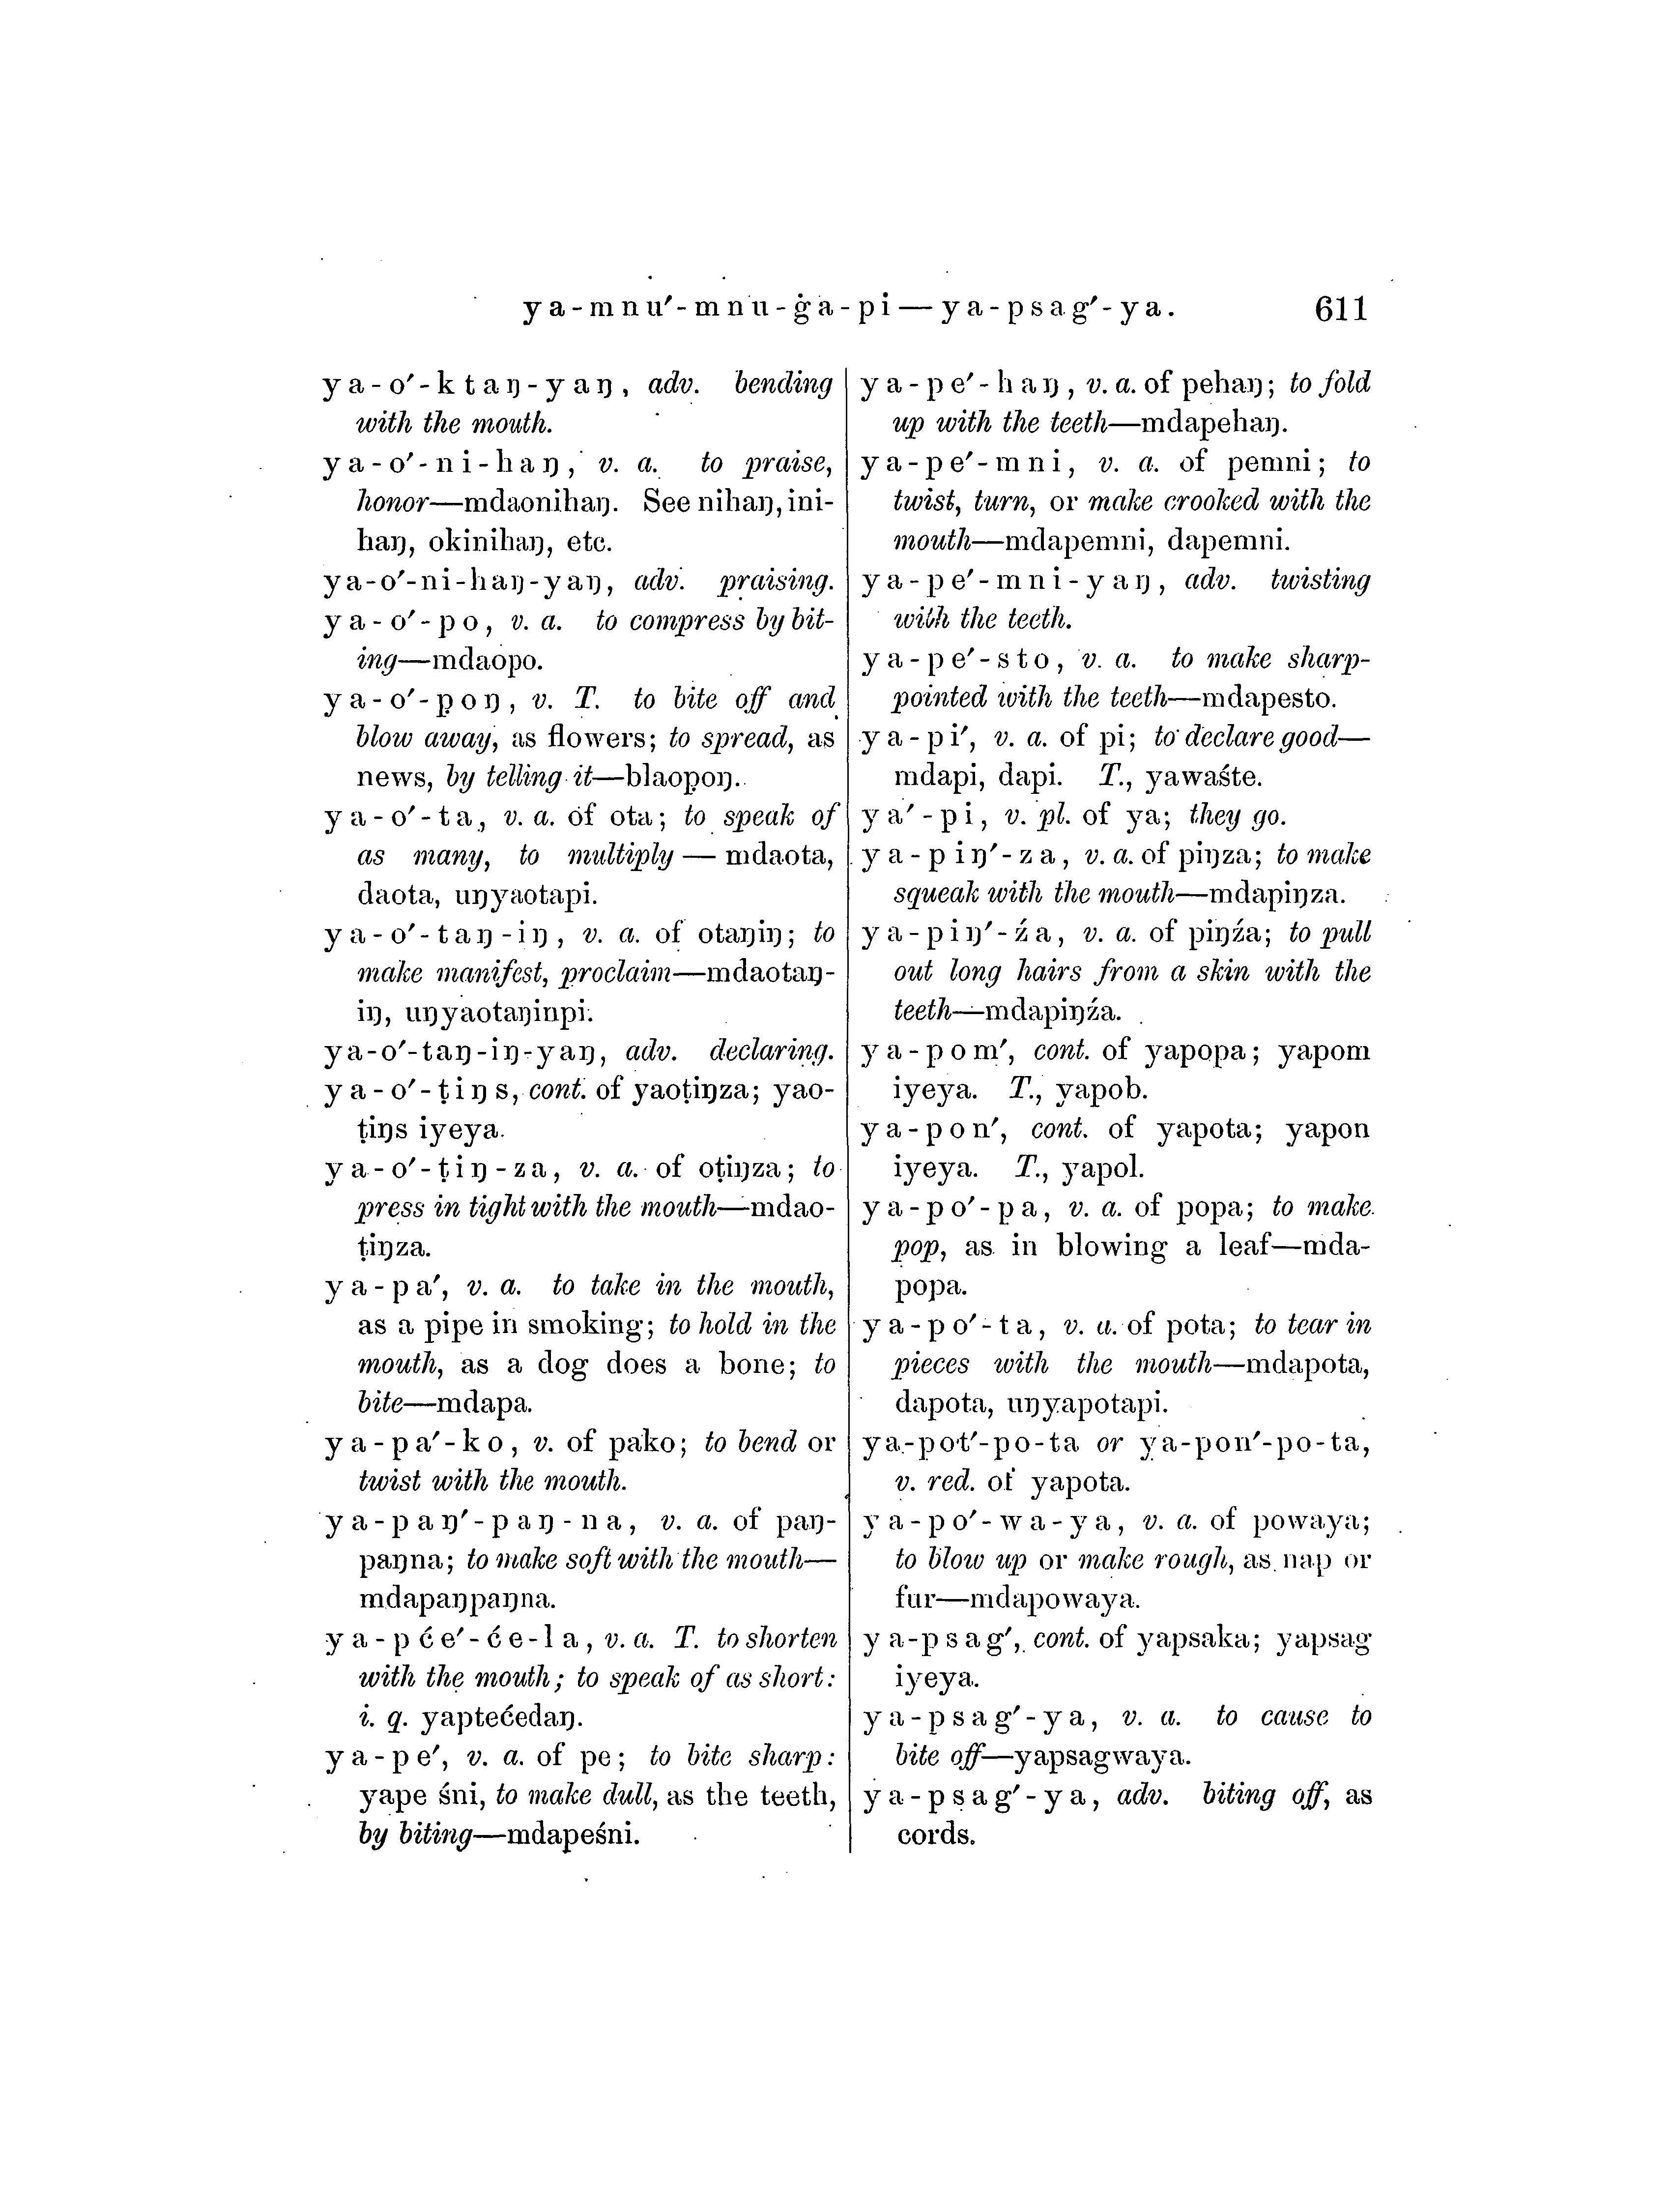 ya-mnu′-mnu-ġa-pi—ya-psag′-ya. 611
ya-o′-ktaŋ-yaŋ, adv. bending
with the mouth.
ya-o′-ni-haŋ, v. a. to praise,
honor—mdaonihaŋ. See nihaŋ, ini-
haŋ, okinihaŋ, etc.
ya-o′-ni-haŋ-yaŋ, adv. praising.
ya-o′-po, v. a. to compress by bit-
ing—mdaopo.
ya-o′-p̣oŋ, v. T. to bite off and
blow away, as flowers; to spread, as
news, by telling it—blaop̣oŋ.
ya-o′-ta, v. a. of ota; to speak of
as many, to multiply — mdaota,
daota, uŋyaotapi.
ya-o′-taŋ-iŋ, v. a. of otaŋiŋ; to
make manifest, proclaim—mdaotaŋ-
iŋ, uŋyaotaŋinpi.
ya-o′-taŋ-iŋ-yaŋ, adv. declaring.
ya-o′-ṭiŋs, cont. of yaoṭiŋza; yao-
ṭiŋs iyeya.
ya-o′-ṭiŋ-za, v. a. of oṭiŋza; to
press in tight with the mouth—mdao-
ṭiŋza.
ya-pa′, v. a. to take in the mouth,
as a pipe in smoking; to hold in the
mouth, as a dog does a bone; to
bite—mdapa.
ya-pa′-ko, v. of pako; to bend or
twist with the mouth.
ya-paŋ′-paŋ-na, v. a. of paŋ-
paŋna; to make soft with the mouth—
mdapaŋpaŋna.
ya-pće′-će-la, v. a. T. to shorten
with the mouth; to speak of as short:
i. q. yaptećedaŋ.
ya-pe′, v. a. of pe; to bite sharp:
yape śni, to make dull, as the teeth,
by biting—mdapeśni.
ya-pe′-haŋ, v. a. of pehaŋ; to fold
up with the teeth—mdapehaŋ.
ya-pe′-mni, v. a. of pemni; to
twist, turn, or make crooked with the
mouth—mdapemni, dapemni.
ya-pe′-mni-yaŋ, adv. twisting
with the teeth.
ya-pe′-sto, v. a. to make sharp-
pointed with the teeth—mdapesto.
ya-pi′, v. a. of pi; to declare good—
mdapi, dapi. T., yawaśte.
ya′-pi, v. pl. of ya; they go.
ya-piŋ′-za, v. a. of piŋza; to make
squeak with the mouth—mdapiŋza.
ya-piŋ′-źa, v. a. of piŋźa; to pull
out long hairs from a skin with the
teeth—mdapiŋźa.
ya-pom′, cont. of yapopa; yapom
iyeya. T., yapob.
ya-pon′, cont. of yapota; yapon
iyeya. T., yapol.
ya-po′-pa, v. a. of popa; to make
pop, as in blowing a leaf—mda-
popa.
ya-po′-ta, v. a. of pota; to tear in
pieces with the mouth—mdapota,
dapota, uŋyapotapi.
ya-pot′-po-ta or ya-pon′-po-ta,
v. red. of yapota.
ya-po′-wa-ya, v. a. of powaya;
to blow up or make rough, as nap or
fur—mdapowaya.
ya-psag′, cont. of yapsaka; yapsag
iyeya.
ya-psag′-ya, v. a. to cause to
bite off—yapsagwaya.
ya-psag′-ya, adv. biting off, as
cords.